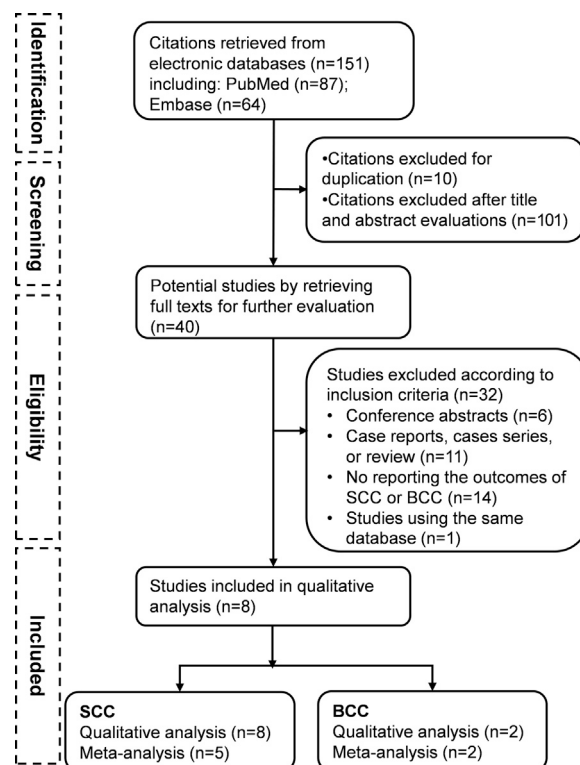 Identification
Citations retrieved from
electronic databases (n=151)
including: PubMed (n=87);
Embase (n=64)
Screening
•Citations excluded for
duplication (n=10)
•Citations excluded after title
and abstract evaluations (n=101)
Potential studies by retrieving
full texts for further evaluation
(n=40)
Eligibility
Studies excluded according to
inclusion criteria (n=32)
• Conference abstracts (n=6)
• Case reports, cases series,
or review (n=11)
• No reporting the outcomes of
SCC or BCC (n=14)
• Studies using the same
database (n=1)
Included
Studies included in qualitative
analysis (n=8)
SCC
Qualitative analysis (n=8)
Meta-analysis (n=5)
BCC
Qualitative analysis (n=2)
Meta-analysis (n=2)